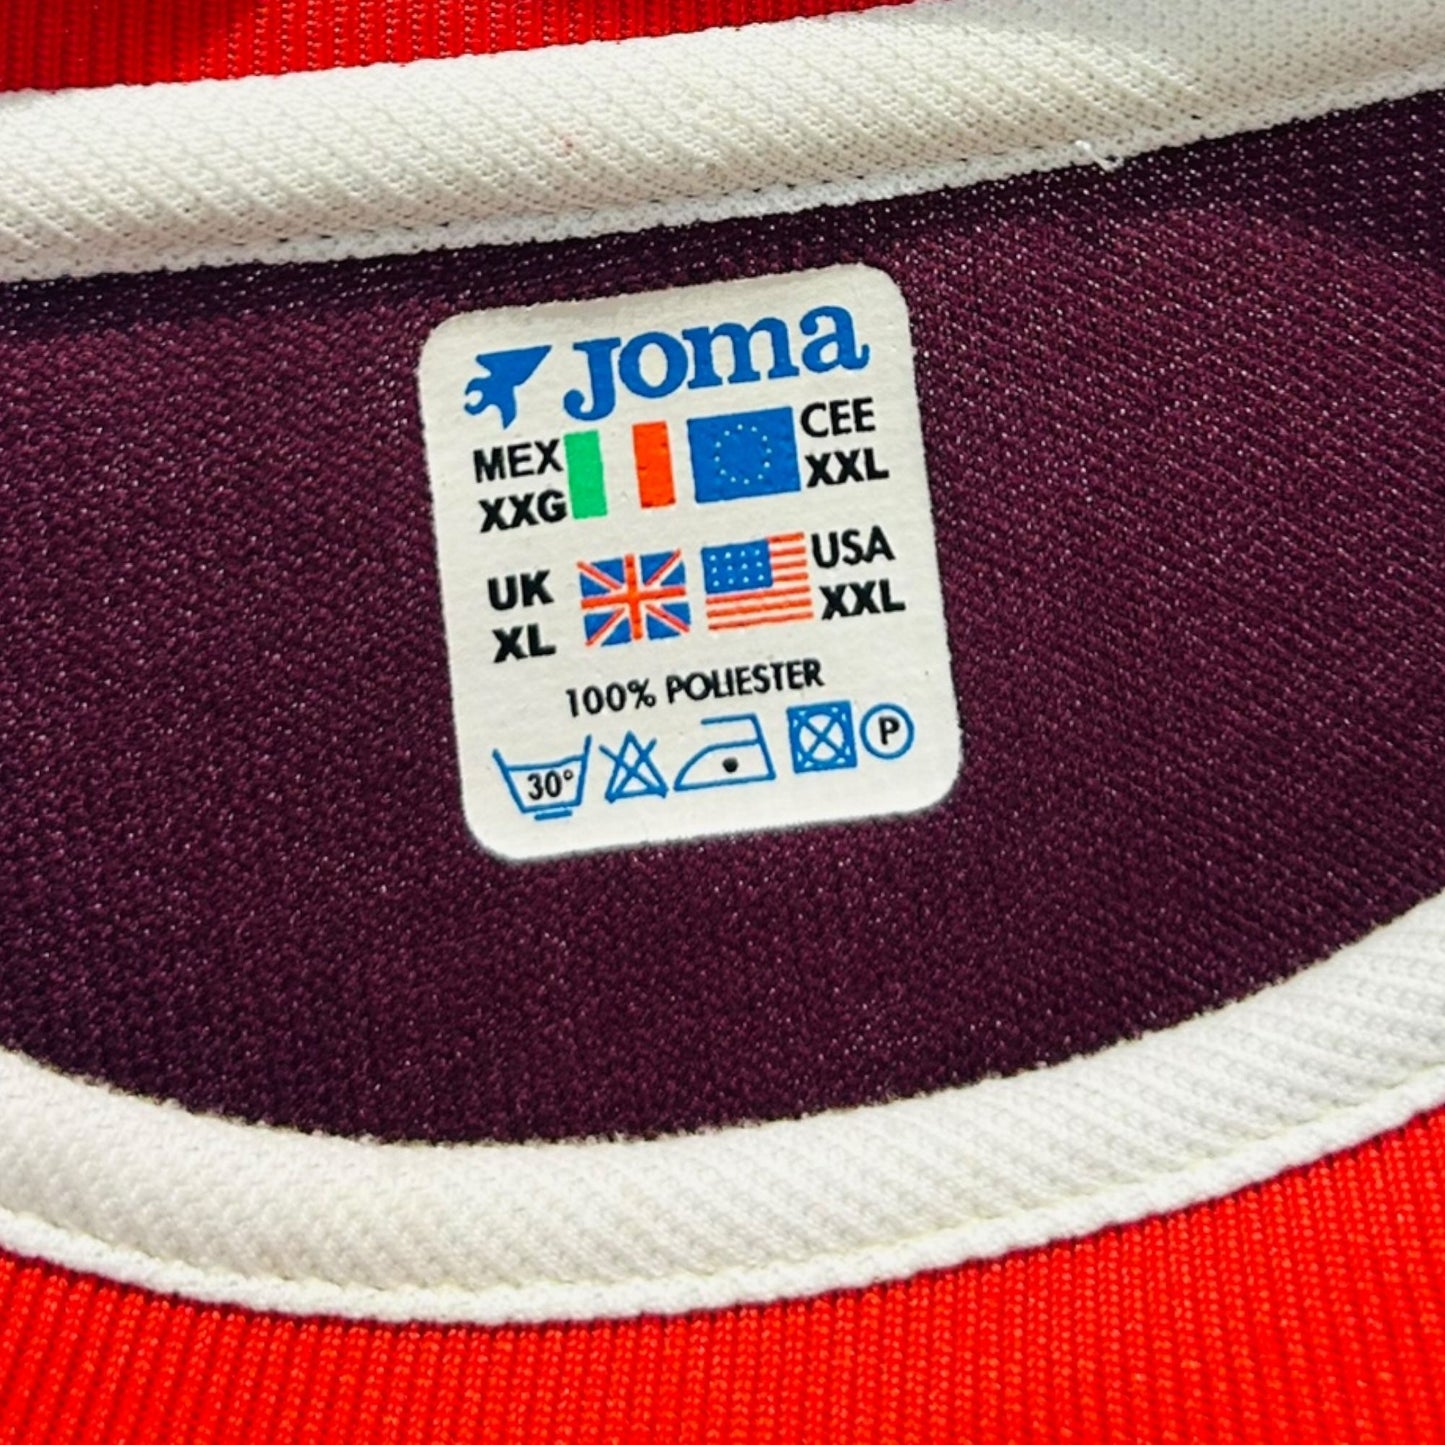 Joma
MEX
XXG
CEE
XXL
UK
XL
USA
XXL
100% POLIESTER
30°
P